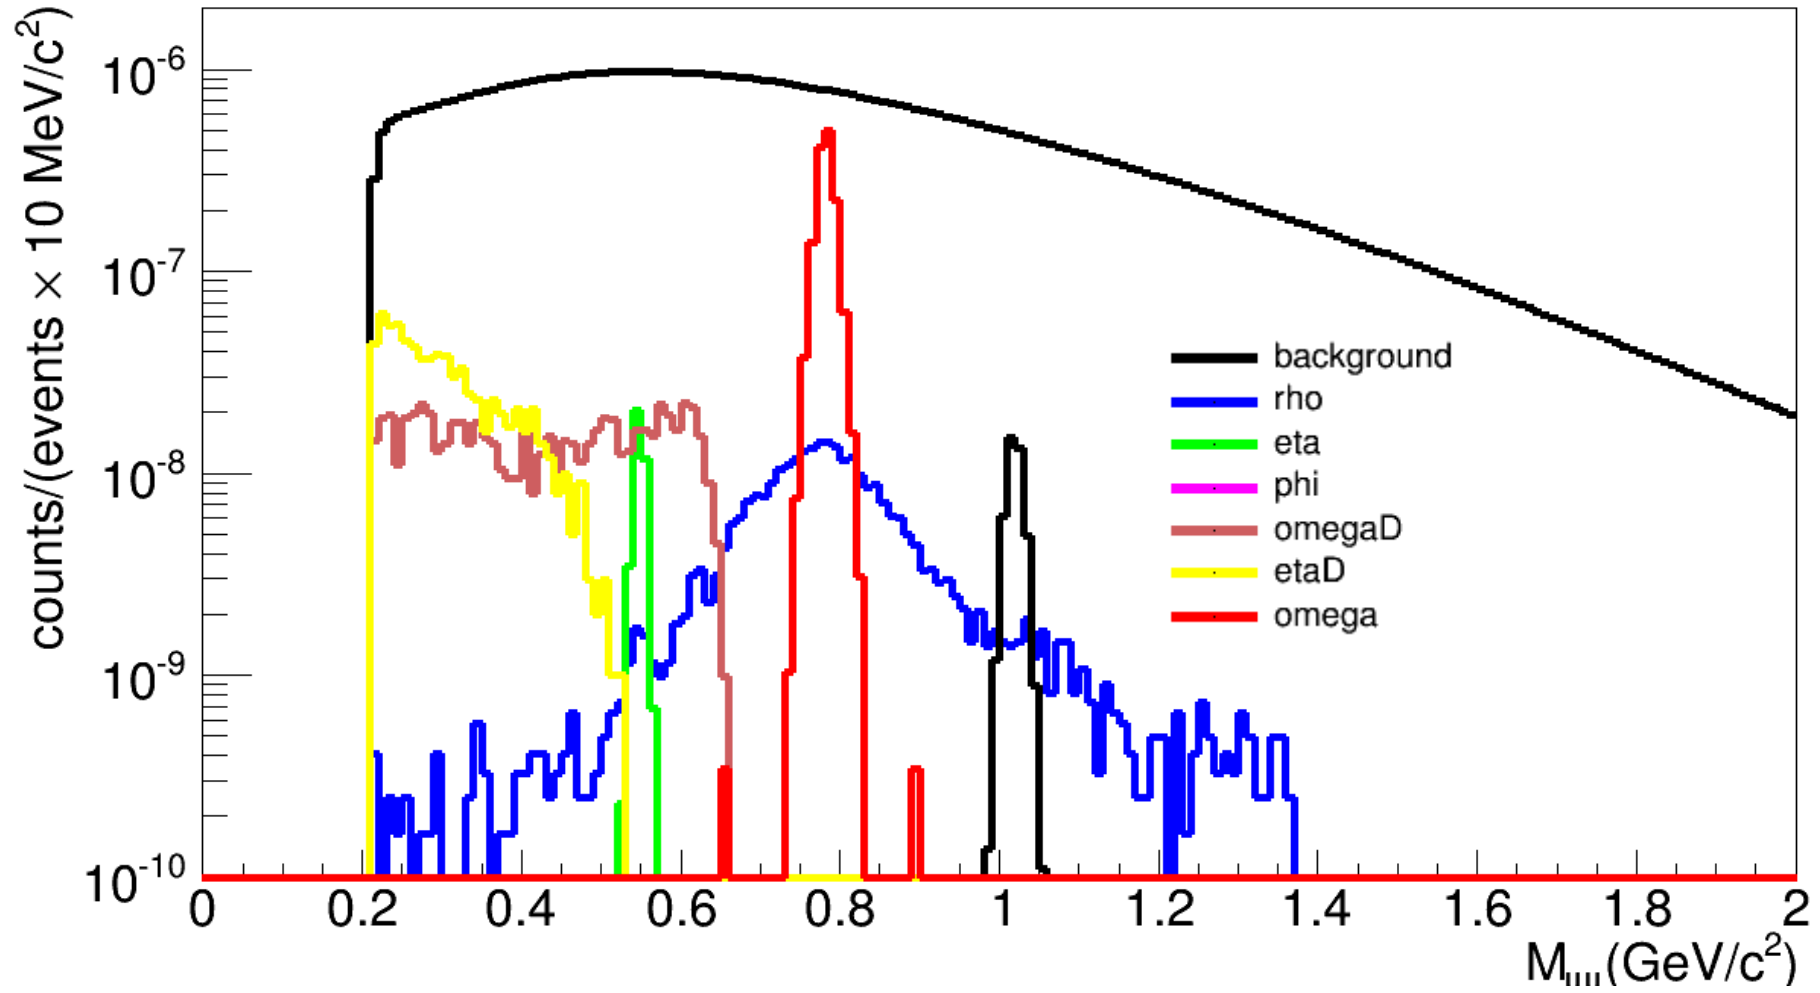 counts/(events × 10 MeV/c²)
10⁻⁶
10⁻⁷
10⁻⁸
10⁻⁹
10⁻¹⁰
background
rho
eta
phi
omegaD
etaD
omega
0 0.2 0.4 0.6 0.8 1 1.2 1.4 1.6 1.8 2
M_μμ(GeV/c²)